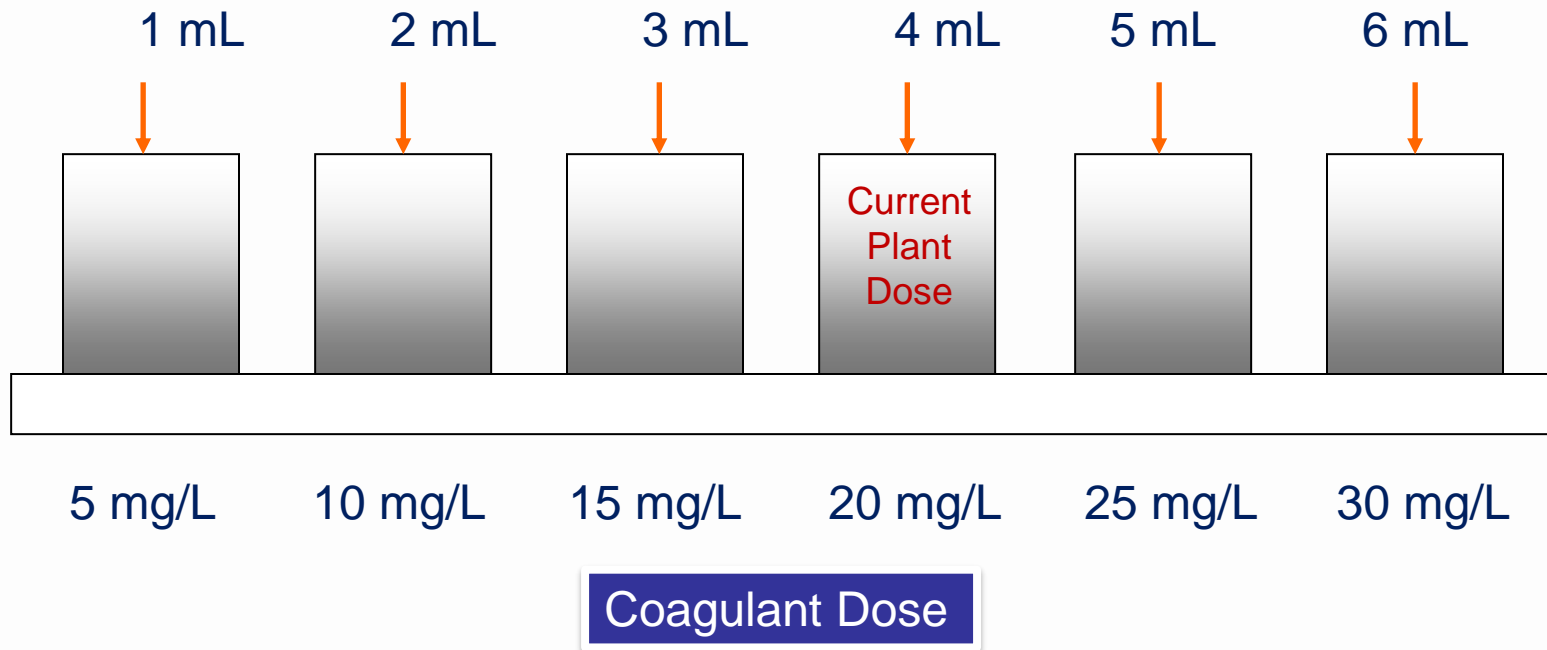 1 mL 2 mL 3 mL 4 mL 5 mL 6 mL
Current
Plant
Dose
5 mg/L 10 mg/L 15 mg/L 20 mg/L 25 mg/L 30 mg/L
Coagulant Dose